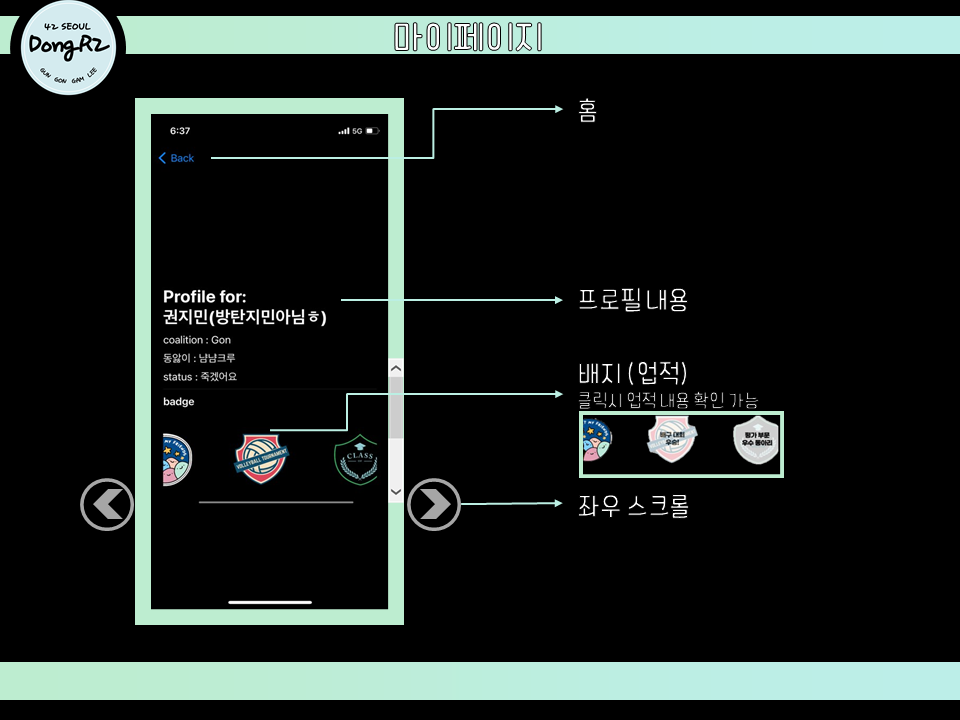 42 SEOUL
DongRz
GUN GON GAM LEE
마이페이지
홈
6:37
5G
Back
Profile for:
권지민(방탄지민아님ㅎ)
프로필 내용
coalition : Gon
동앓이 : 냠냠크루
status : 죽겠어요
badge
배지 (업적)
클릭시 업적 내용 확인 가능
VOLLEYBALL TOURNAMENT
CLASS
배구 대회
우승!
평가 부문
우수 동아리
좌우 스크롤